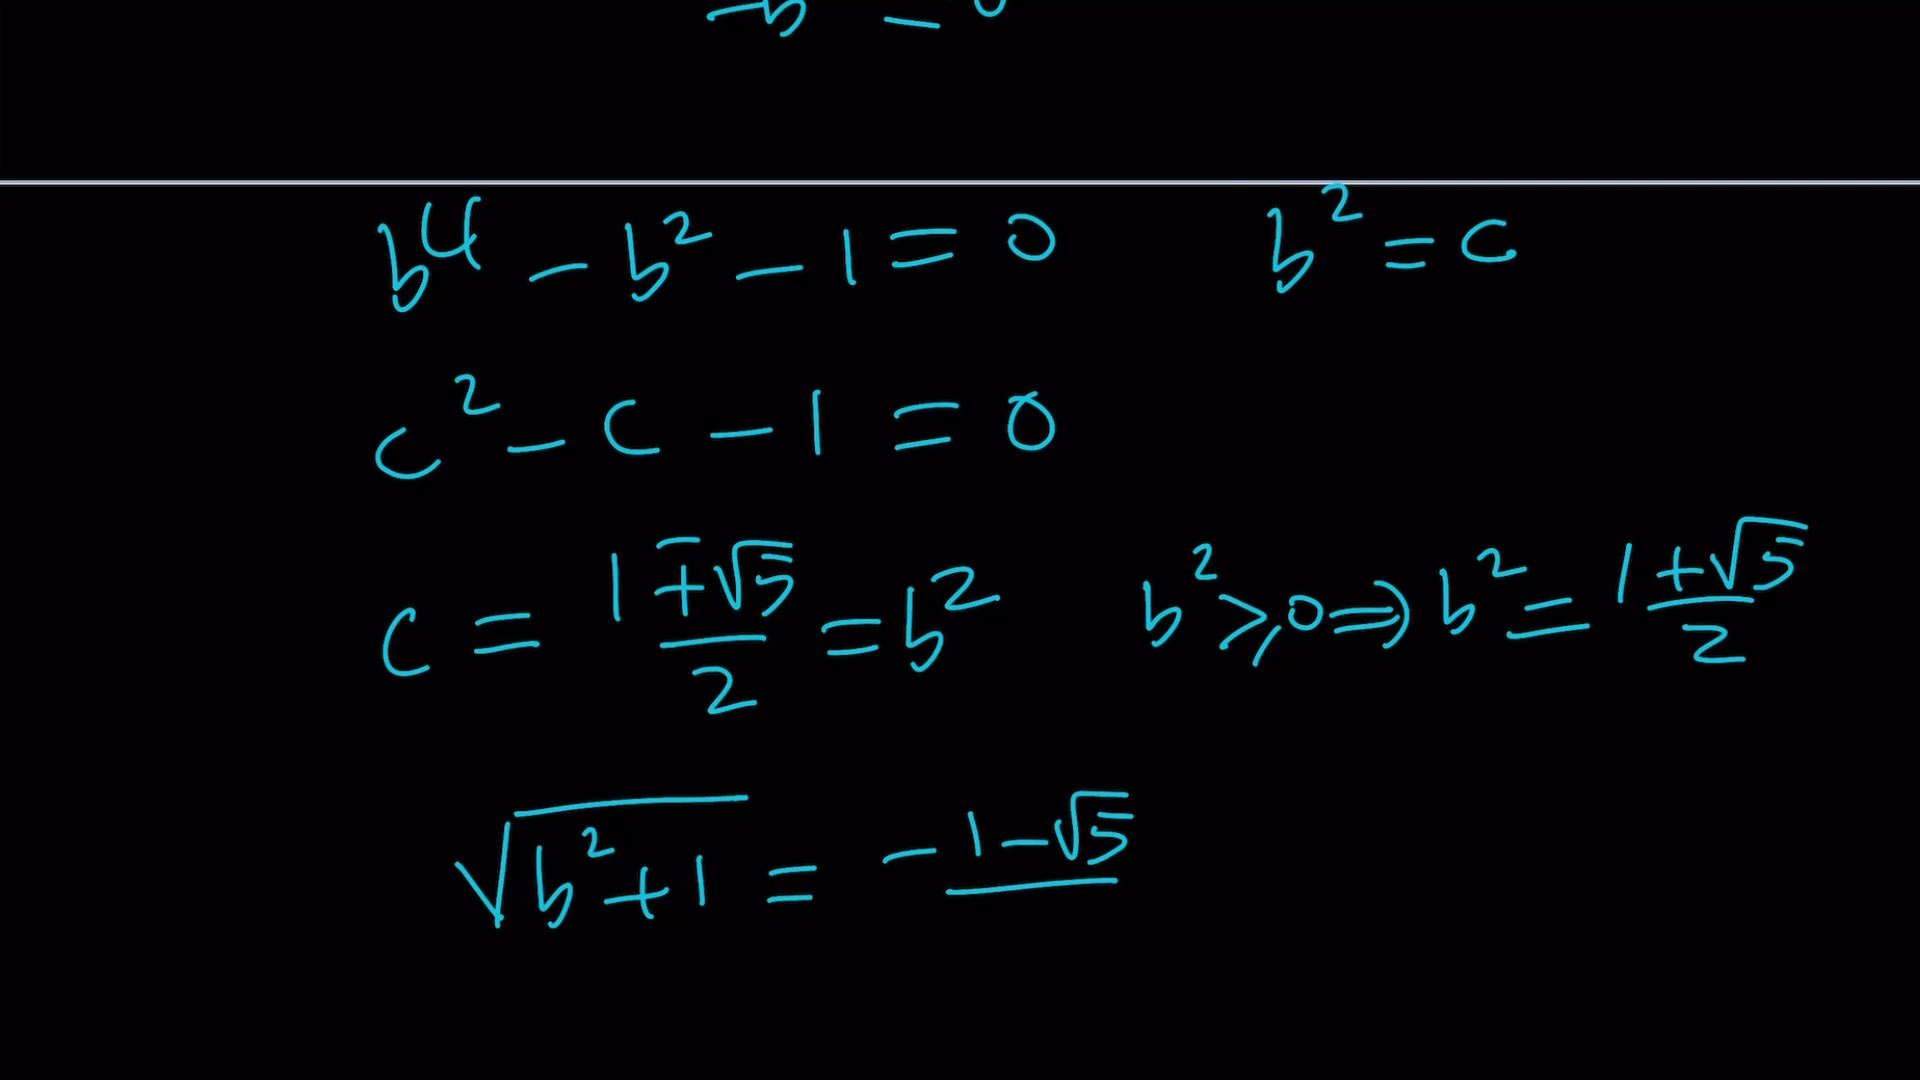 -b = 0
b⁴ - b² - 1 = 0 b² = c
c² - c - 1 = 0
c = (1 ∓ √5)/2 = b² b² ⩾ 0 ⇒ b² = (1 + √5)/2
√(b² + 1) = - (1 - √5)/